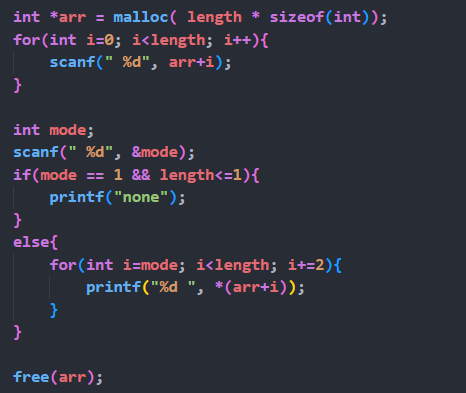 int *arr = malloc( length * sizeof(int));
for(int i=0; i<length; i++){
    scanf(" %d", arr+i);
}

int mode;
scanf(" %d", &mode);
if(mode == 1 && length<=1){
    printf("none");
}
else{
    for(int i=mode; i<length; i+=2){
        printf("%d ", *(arr+i));
    }
}

free(arr);